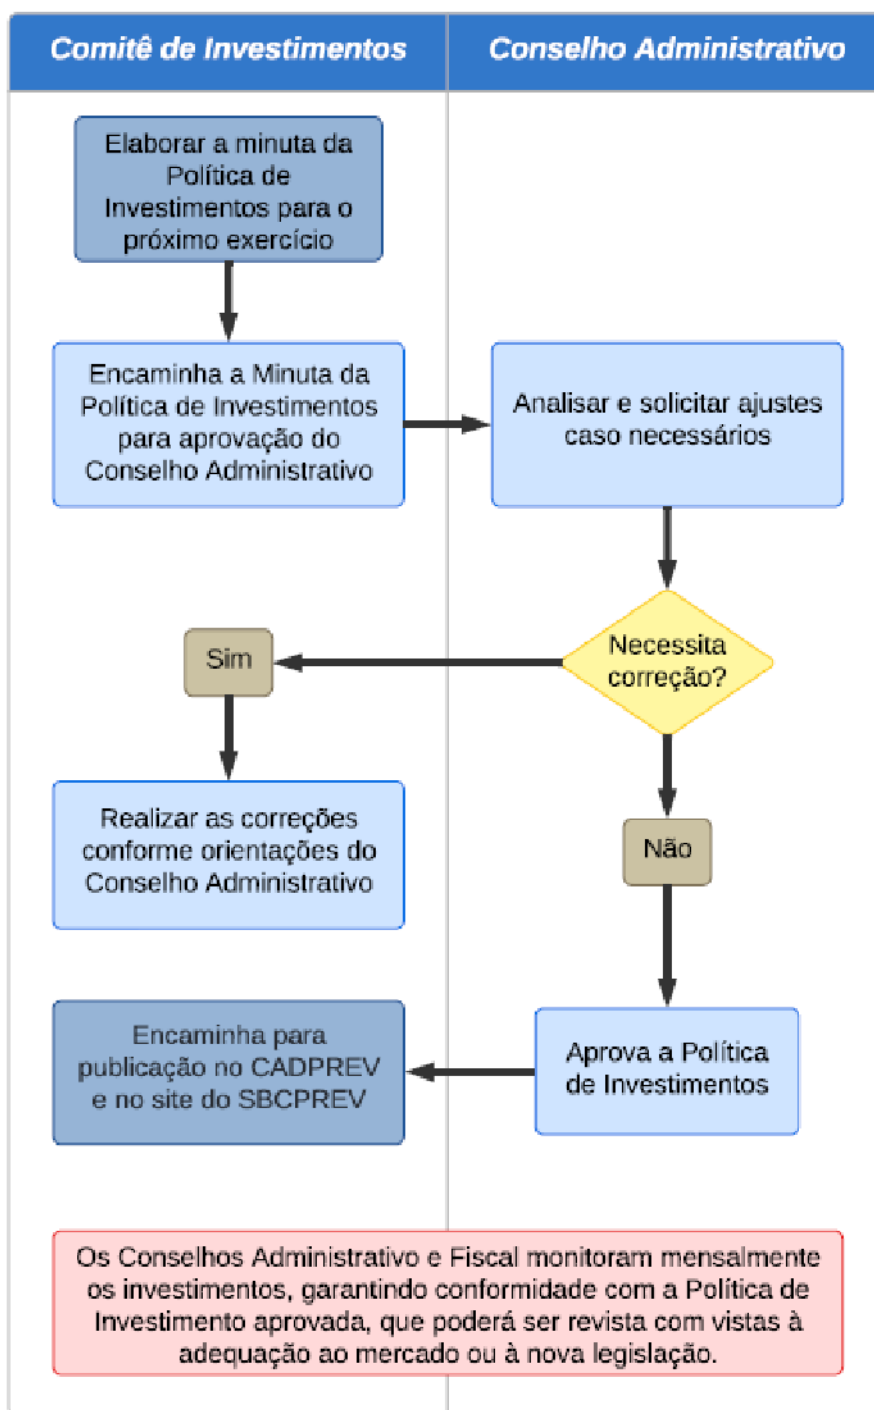 Comitê de Investimentos
Conselho Administrativo
Elaborar a minuta da
Política de
Investimentos para o
próximo exercício
Encaminha a Minuta da
Política de Investimentos
para aprovação do
Conselho Administrativo
Analisar e solicitar ajustes
caso necessários
Necessita
correção?
Sim
Realizar as correções
conforme orientações do
Conselho Administrativo
Não
Aprova a Política
de Investimentos
Encaminha para
publicação no CADPREV
e no site do SBCPREV
Os Conselhos Administrativo e Fiscal monitoram mensalmente
os investimentos, garantindo conformidade com a Política de
Investimento aprovada, que poderá ser revista com vistas à
adequação ao mercado ou à nova legislação.